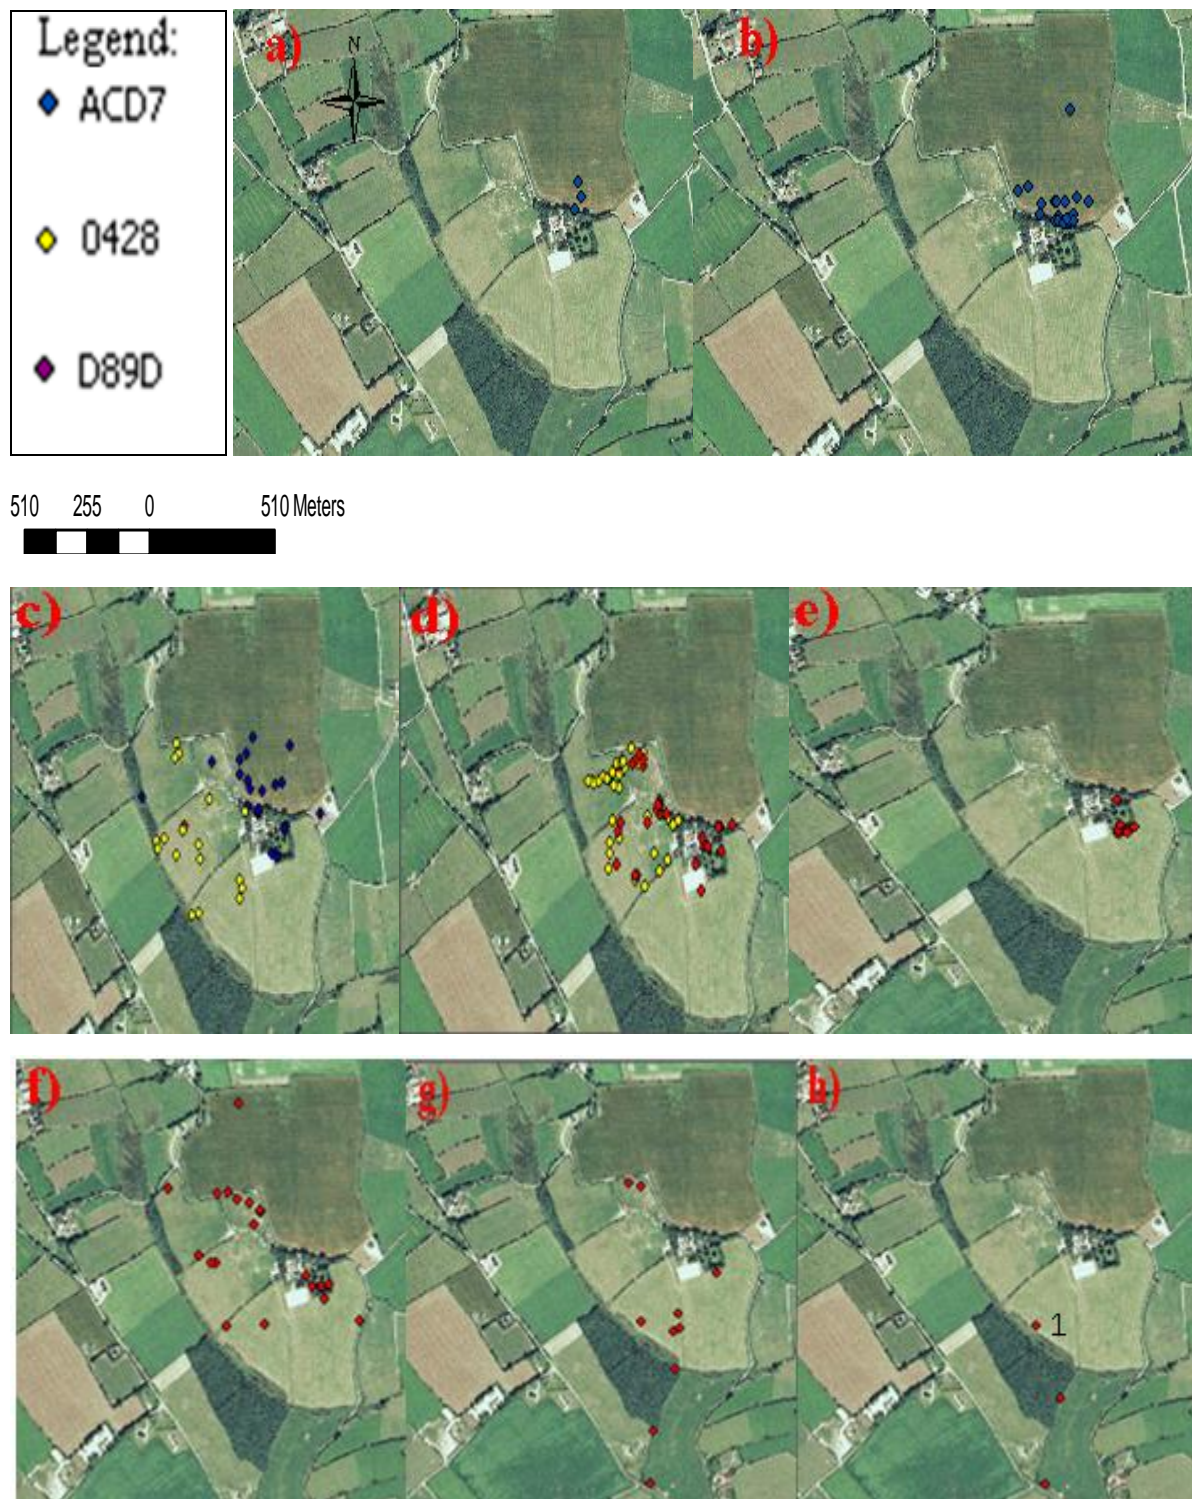 Legend:
ACD7
0428
D89D
a)
N
b)
510 255 0 510 Meters
c)
d)
e)
f)
g)
h)
1